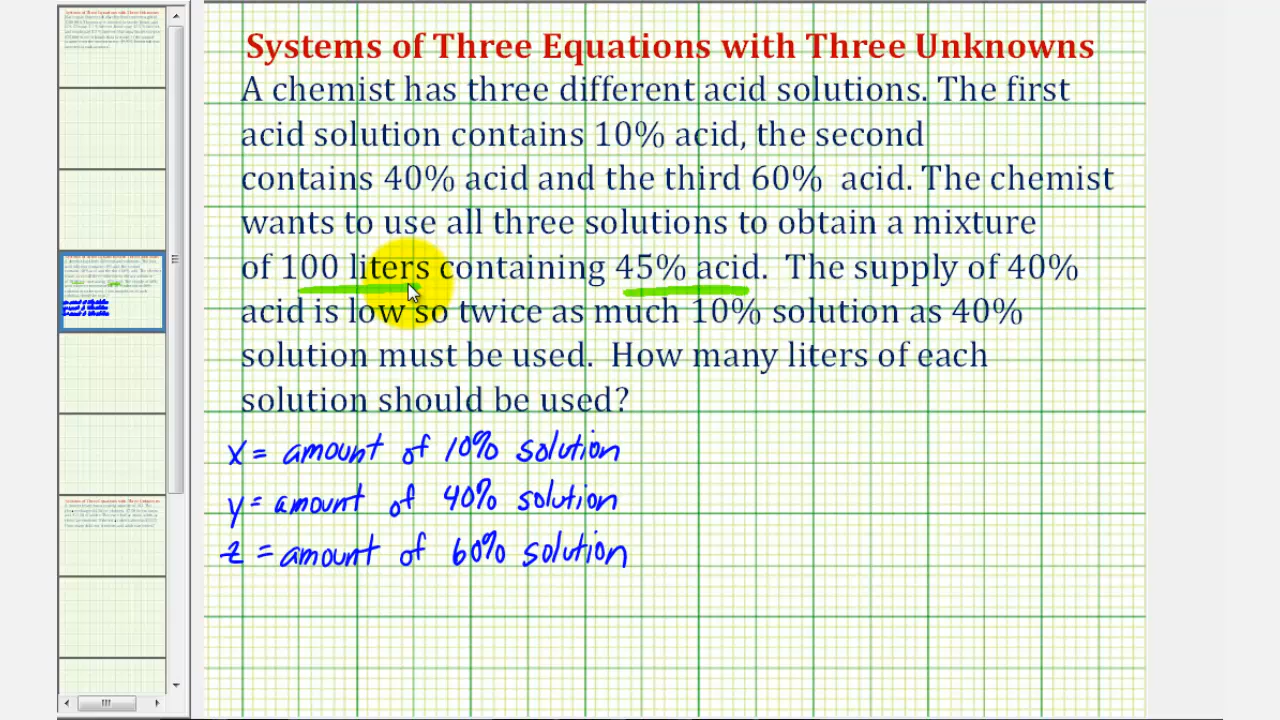 Systems of Three Equations with Three Unknowns
A chemist has three different acid solutions. The first
acid solution contains 10% acid, the second
contains 40% acid and the third 60% acid. The chemist
wants to use all three solutions to obtain a mixture
of 100 liters containing 45% acid. The supply of 40%
acid is low so twice as much 10% solution as 40%
solution must be used. How many liters of each
solution should be used?
x = amount of 10% solution
y = amount of 40% solution
z = amount of 60% solution